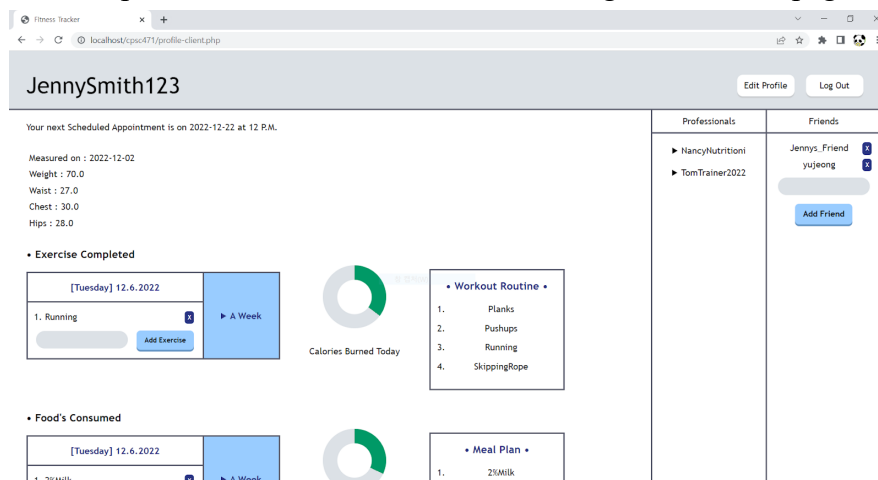 Fitness Tracker
localhost/cpsc471/profile-client.php
JennySmith123
Edit Profile
Log Out
Your next Scheduled Appointment is on 2022-12-22 at 12 P.M.
Measured on : 2022-12-02
Weight : 70.0
Waist : 27.0
Chest : 30.0
Hips : 28.0
• Exercise Completed
[Tuesday] 12.6.2022
1. Running X
Add Exercise
▶ A Week
Calories Burned Today
• Workout Routine •
1. Planks
2. Pushups
3. Running
4. SkippingRope
• Food's Consumed
[Tuesday] 12.6.2022
1. 2%Milk
▶ A Week
• Meal Plan •
1. 2%Milk
Professionals
▶ NancyNutritioni
▶ TomTrainer2022
Friends
Jennys_Friend X
yujeong X
Add Friend